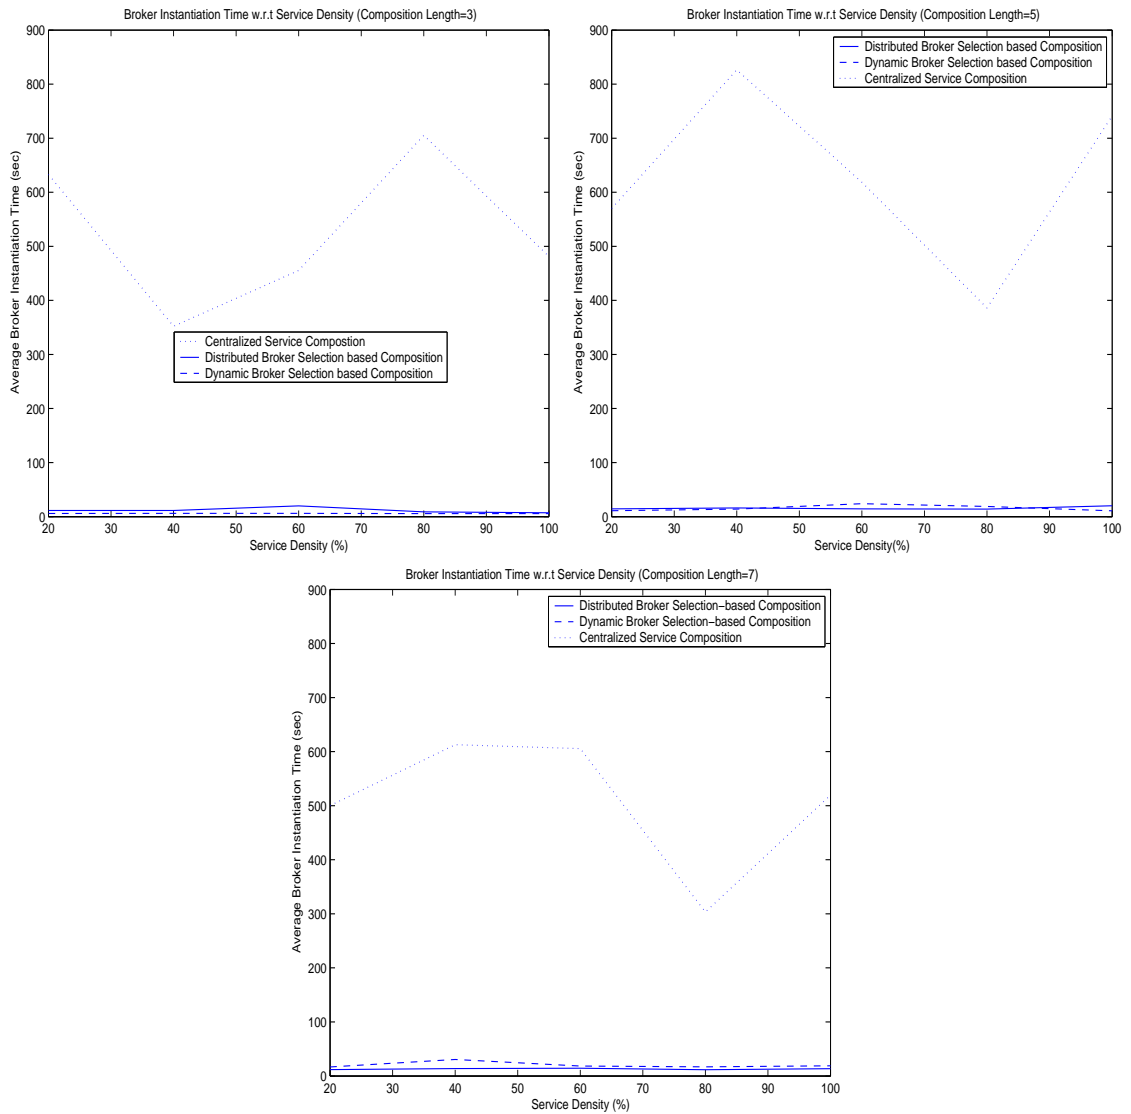 Broker Instantiation Time w.r.t Service Density (Composition Length=3)
Average Broker Instantiation Time (sec)
900
800
700
600
500
400
300
200
100
0
Centralized Service Compostion
Distributed Broker Selection based Composition
Dynamic Broker Selection based Composition
20 30 40 50 60 70 80 90 100
Service Density (%)
Broker Instantiation Time w.r.t Service Density (Composition Length=5)
Average Broker Instantiation Time (sec)
900
800
700
600
500
400
300
200
100
0
Distributed Broker Selection based Composition
Dynamic Broker Selection based Composition
Centralized Service Composition
20 30 40 50 60 70 80 90 100
Service Density(%)
Broker Instantiation Time w.r.t Service Density (Composition Length=7)
Average Broker Instantiation Time (sec)
900
800
700
600
500
400
300
200
100
0
Distributed Broker Selection−based Composition
Dynamic Broker Selection−based Composition
Centralized Service Composition
20 30 40 50 60 70 80 90 100
Service Density (%)